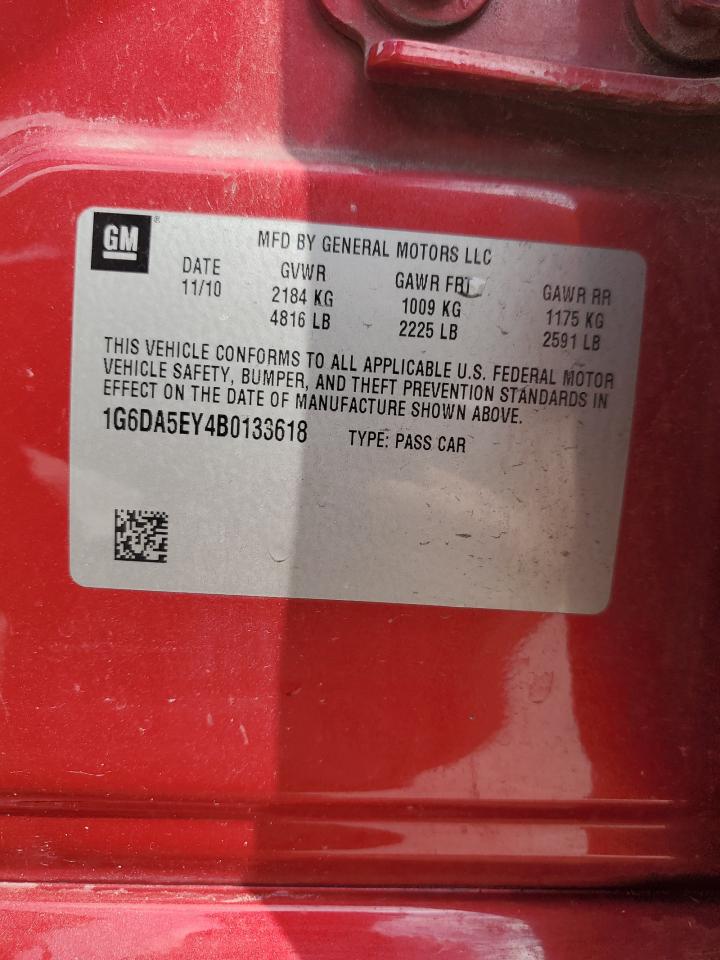 GM®
MFD BY GENERAL MOTORS LLC
DATE GVWR GAWR FRT GAWR RR
11/10 2184 KG 1009 KG 1175 KG
4816 LB 2225 LB 2591 LB
THIS VEHICLE CONFORMS TO ALL APPLICABLE U.S. FEDERAL MOTOR
VEHICLE SAFETY, BUMPER, AND THEFT PREVENTION STANDARDS IN
EFFECT ON THE DATE OF MANUFACTURE SHOWN ABOVE.
1G6DA5EY4B0133618 TYPE: PASS CAR